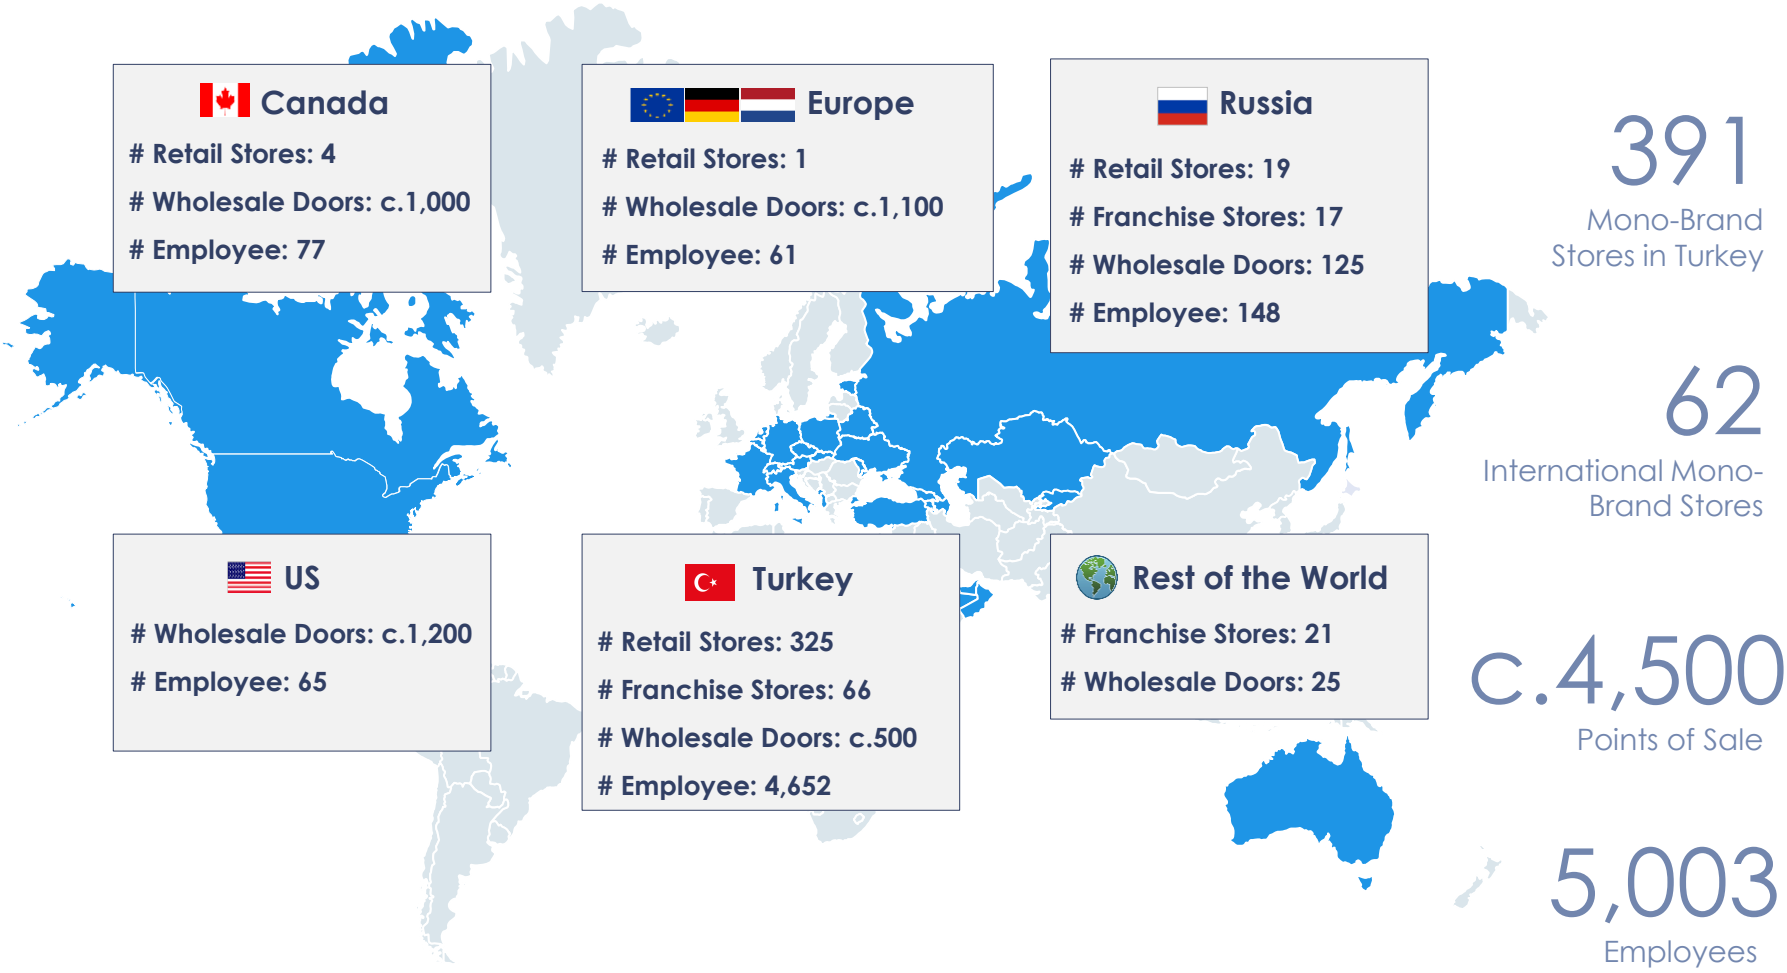 Canada
# Retail Stores: 4
# Wholesale Doors: c.1,000
# Employee: 77
Europe
# Retail Stores: 1
# Wholesale Doors: c.1,100
# Employee: 61
Russia
# Retail Stores: 19
# Franchise Stores: 17
# Wholesale Doors: 125
# Employee: 148
US
# Wholesale Doors: c.1,200
# Employee: 65
Turkey
# Retail Stores: 325
# Franchise Stores: 66
# Wholesale Doors: c.500
# Employee: 4,652
Rest of the World
# Franchise Stores: 21
# Wholesale Doors: 25
391
Mono-Brand
Stores in Turkey
62
International Mono-
Brand Stores
c.4,500
Points of Sale
5,003
Employees